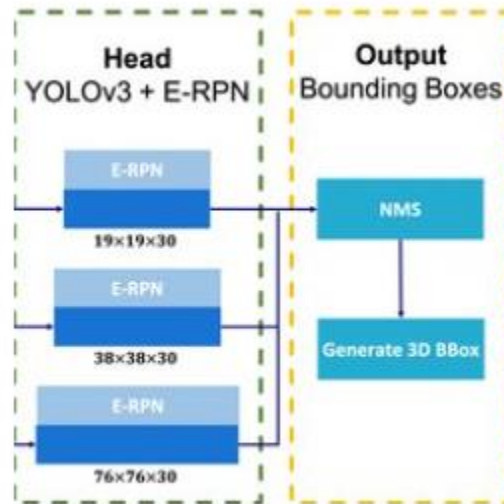 Head
YOLOv3 + E-RPN
E-RPN
19×19×30
E-RPN
38×38×30
E-RPN
76×76×30
Output
Bounding Boxes
NMS
Generate 3D BBox